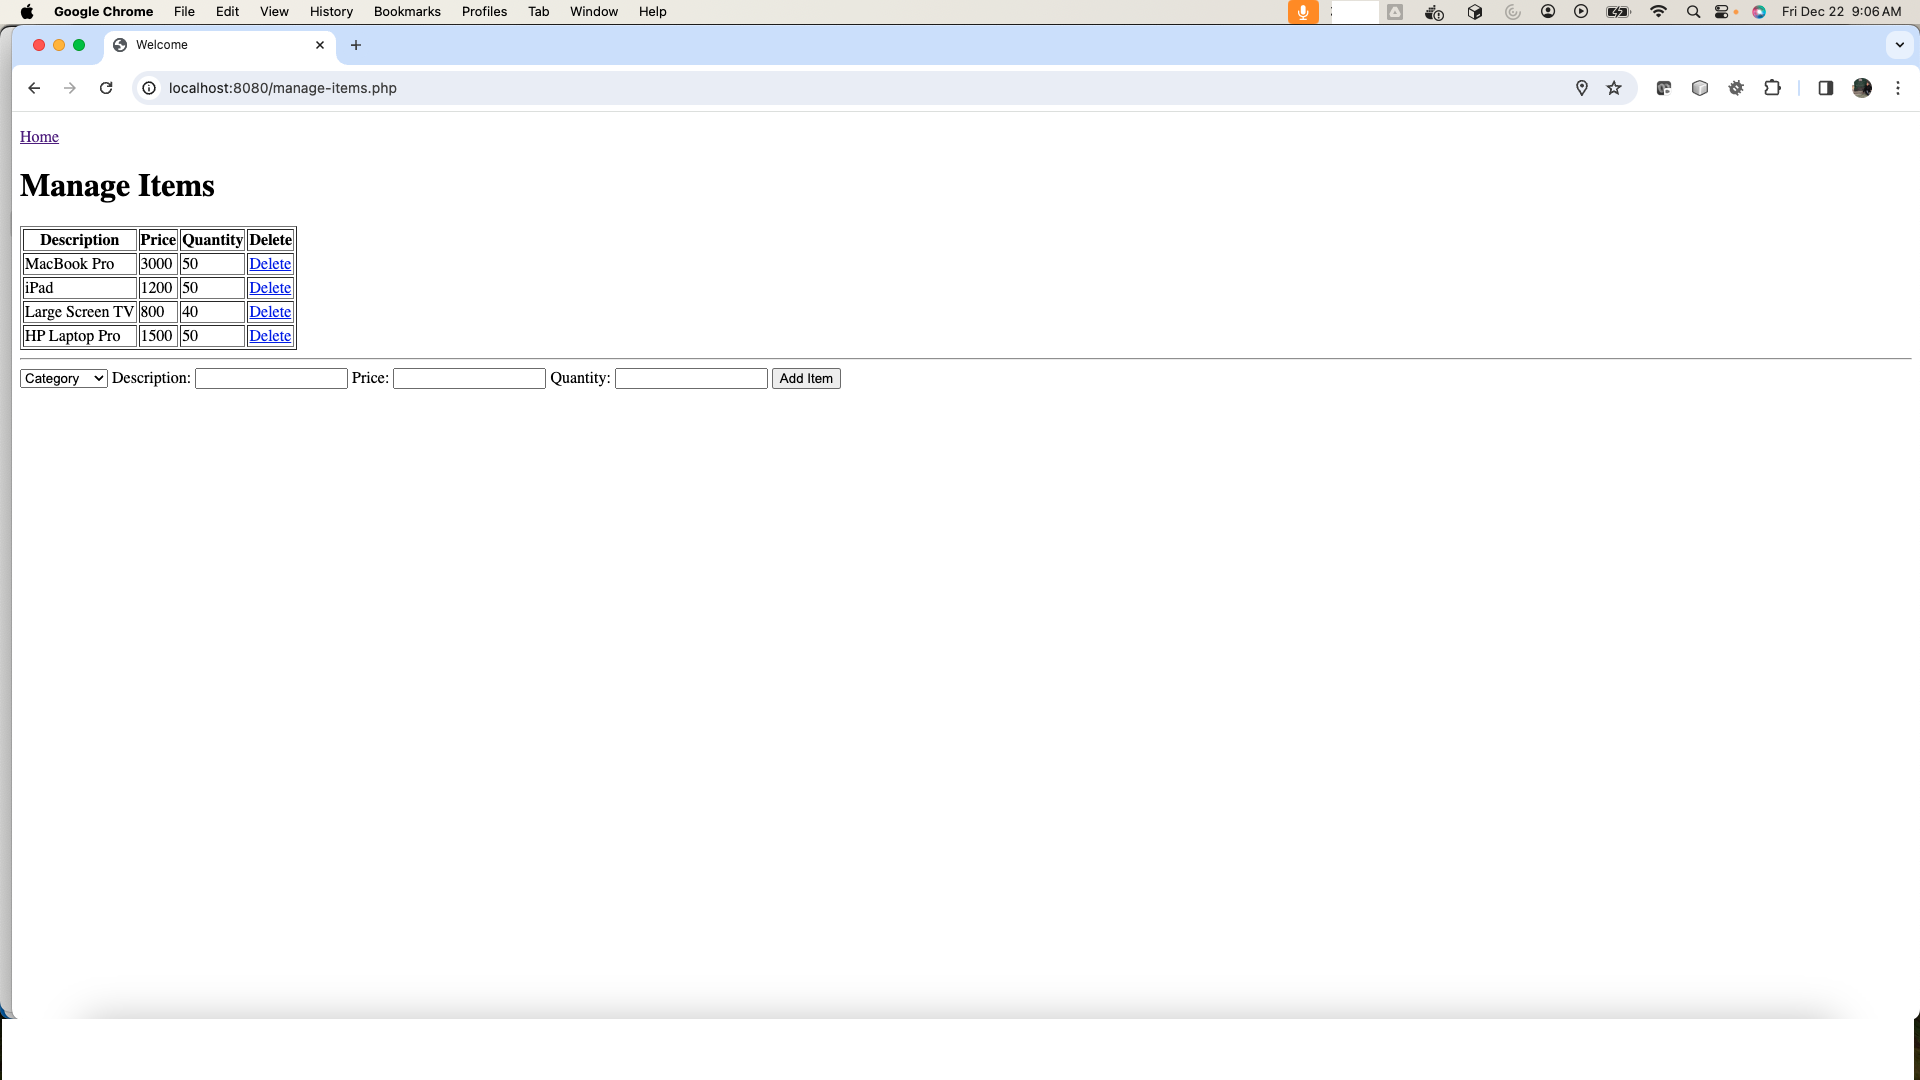 Google Chrome File Edit View History Bookmarks Profiles Tab Window Help Fri Dec 22 9:06 AM
Welcome
localhost:8080/manage-items.php
Home
Manage Items
Description Price Quantity Delete
MacBook Pro 3000 50 Delete
iPad 1200 50 Delete
Large Screen TV 800 40 Delete
HP Laptop Pro 1500 50 Delete
Category Description: Price: Quantity: Add Item